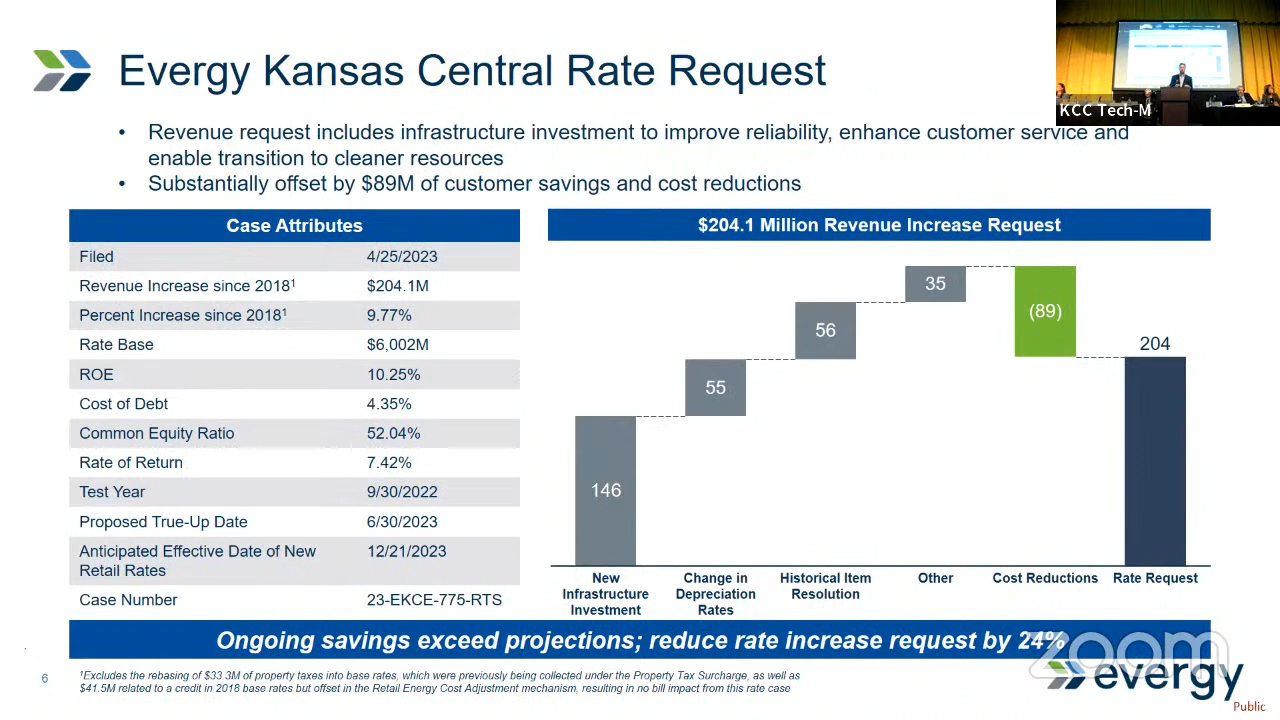 Evergy Kansas Central Rate Request
KCC Tech-M
• Revenue request includes infrastructure investment to improve reliability, enhance customer service and
enable transition to cleaner resources
• Substantially offset by $89M of customer savings and cost reductions
Case Attributes
Filed 4/25/2023
Revenue Increase since 2018¹ $204.1M
Percent Increase since 2018¹ 9.77%
Rate Base $6,002M
ROE 10.25%
Cost of Debt 4.35%
Common Equity Ratio 52.04%
Rate of Return 7.42%
Test Year 9/30/2022
Proposed True-Up Date 6/30/2023
Anticipated Effective Date of New 12/21/2023
Retail Rates
Case Number 23-EKCE-775-RTS
$204.1 Million Revenue Increase Request
35
(89)
56
204
55
146
New
Infrastructure
Investment
Change in
Depreciation
Rates
Historical Item
Resolution
Other
Cost Reductions
Rate Request
Ongoing savings exceed projections; reduce rate increase request by 24%
zoom
6
¹Excludes the rebasing of $33.3M of property taxes into base rates, which were previously being collected under the Property Tax Surcharge, as well as
$41.5M related to a credit in 2018 base rates but offset in the Retail Energy Cost Adjustment mechanism, resulting in no bill impact from this rate case
evergy
Public